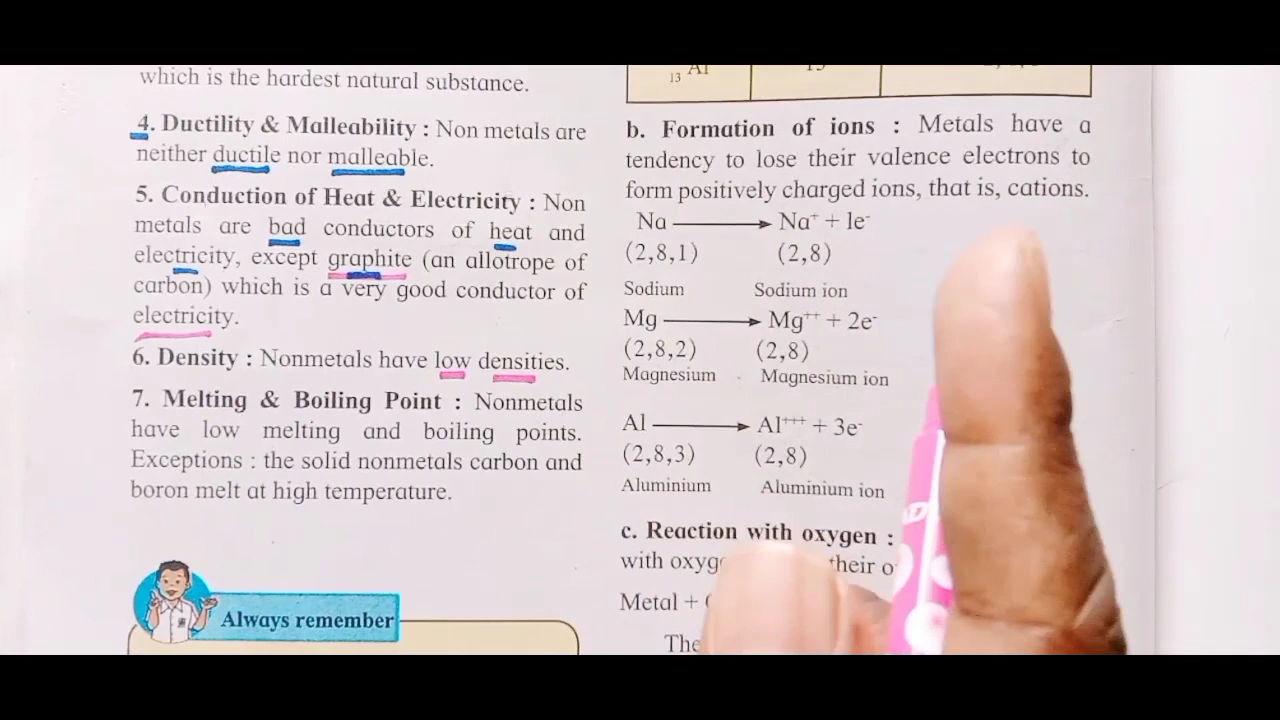 which is the hardest natural substance.
4. Ductility & Malleability : Non metals are
neither ductile nor malleable.
5. Conduction of Heat & Electricity : Non
metals are bad conductors of heat and
electricity, except graphite (an allotrope of
carbon) which is a very good conductor of
electricity.
6. Density : Nonmetals have low densities.
7. Melting & Boiling Point : Nonmetals
have low melting and boiling points.
Exceptions : the solid nonmetals carbon and
boron melt at high temperature.
Always remember
13 Al
b. Formation of ions : Metals have a
tendency to lose their valence electrons to
form positively charged ions, that is, cations.
Na ⟶ Na⁺ + 1e⁻
(2,8,1) (2,8)
Sodium Sodium ion
Mg ⟶ Mg⁺⁺ + 2e⁻
(2,8,2) (2,8)
Magnesium Magnesium ion
Al ⟶ Al⁺⁺⁺ + 3e⁻
(2,8,3) (2,8)
Aluminium Aluminium ion
c. Reaction with oxygen :
with their
Metal +